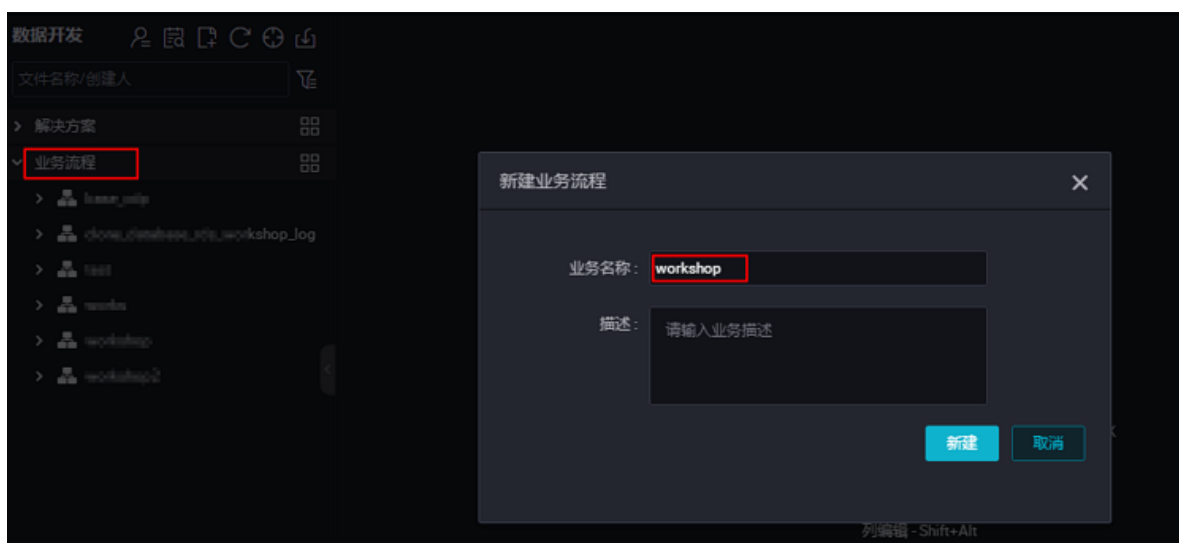 数据开发
文件名称/创建人
解决方案
业务流程
kshop_log
新建业务流程
业务名称: workshop
描述: 请输入业务描述
新建 取消
列编辑 - Shift+Alt